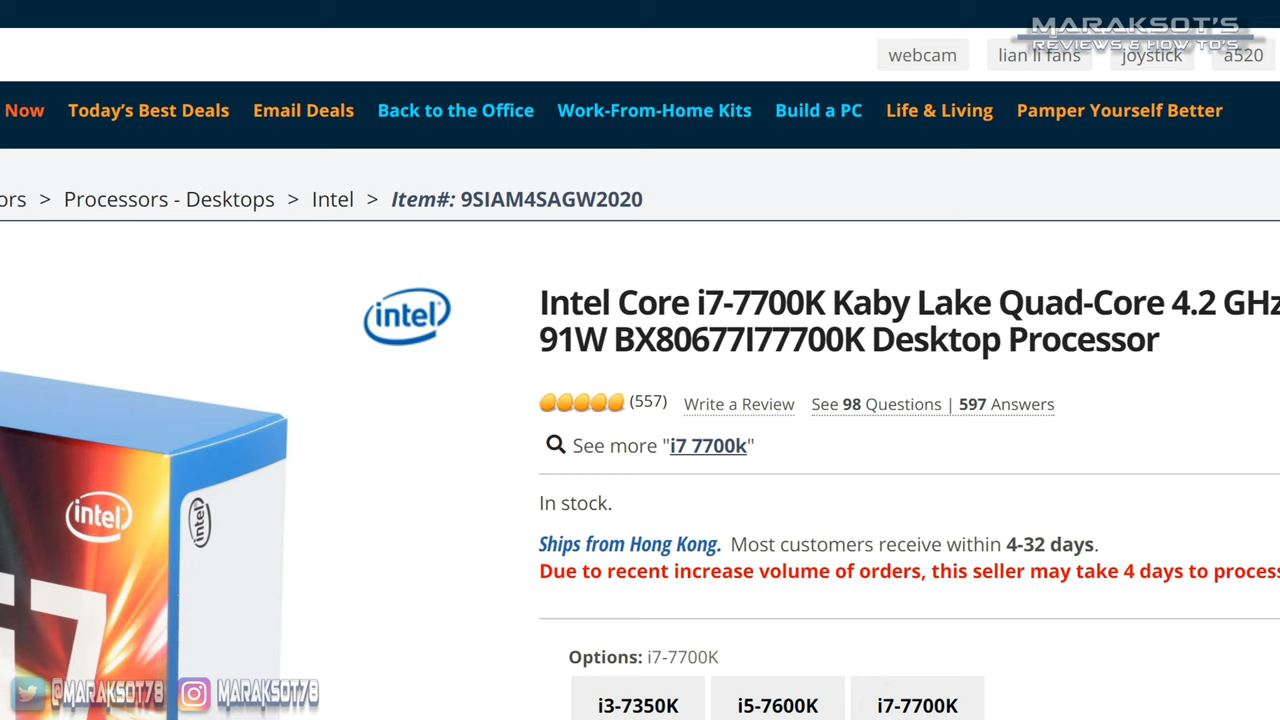 MARAKSOT'S
REVIEWS & HOW TO'S
webcam
lian li fans
joystick
a520
Now Today's Best Deals Email Deals Back to the Office Work-From-Home Kits Build a PC Life & Living Pamper Yourself Better
ors > Processors - Desktops > Intel > Item#: 9SIAM4SAGW2020
intel
Intel Core i7-7700K Kaby Lake Quad-Core 4.2 GHz
91W BX80677I77700K Desktop Processor
(557) Write a Review See 98 Questions | 597 Answers
See more "i7 7700k"
In stock.
Ships from Hong Kong. Most customers receive within 4-32 days.
Due to recent increase volume of orders, this seller may take 4 days to process
Options: i7-7700K
i3-7350K
i5-7600K
i7-7700K
intel
intel
i7
@MARAKSOT78
MARAKSOT78